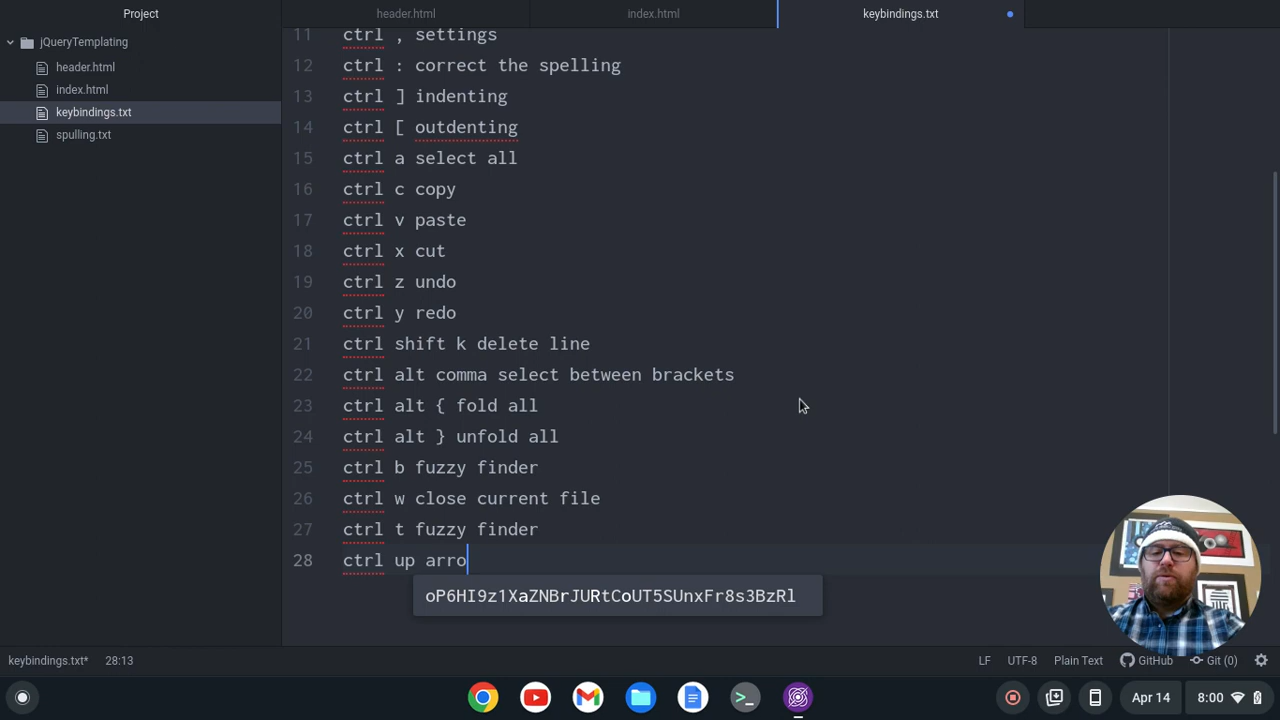 Project
header.html
index.html
keybindings.txt
jQueryTemplating
header.html
index.html
keybindings.txt
spulling.txt
11 ctrl , settings
12 ctrl : correct the spelling
13 ctrl ] indenting
14 ctrl [ outdenting
15 ctrl a select all
16 ctrl c copy
17 ctrl v paste
18 ctrl x cut
19 ctrl z undo
20 ctrl y redo
21 ctrl shift k delete line
22 ctrl alt comma select between brackets
23 ctrl alt { fold all
24 ctrl alt } unfold all
25 ctrl b fuzzy finder
26 ctrl w close current file
27 ctrl t fuzzy finder
28 ctrl up arro
oP6HI9z1XaZNBrJURtCoUT5SUnxFr8s3BzRl
keybindings.txt* 28:13 LF UTF-8 Plain Text GitHub Git (0)
Apr 14 8:00